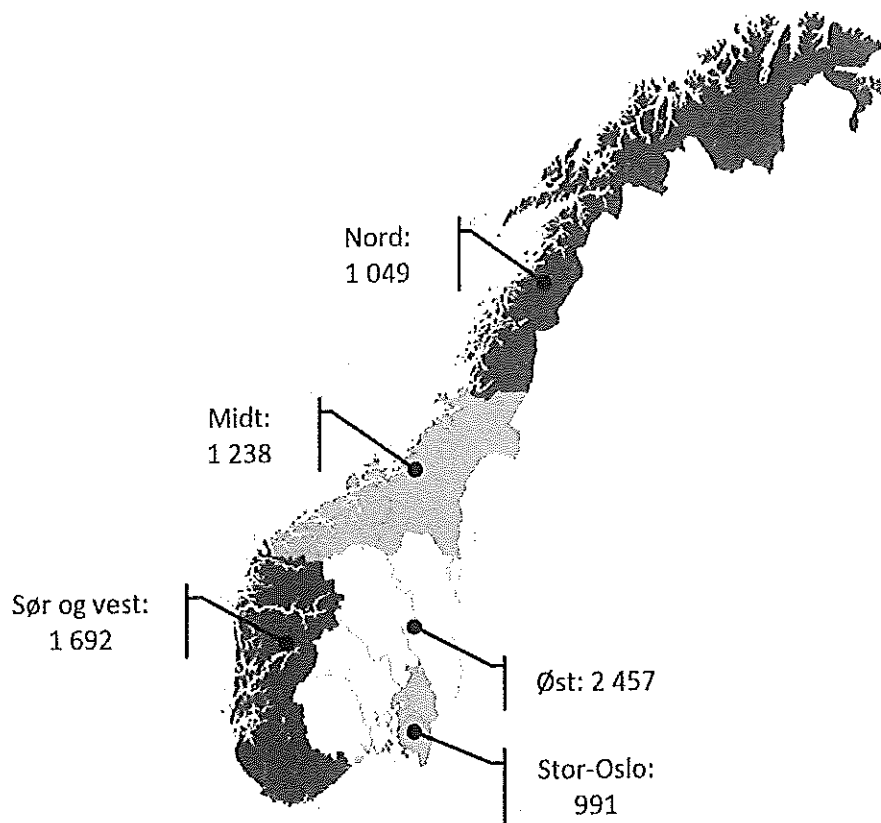 Nord:
1 049
Midt:
1 238
Sør og vest:
1 692
Øst: 2 457
Stor-Oslo:
991